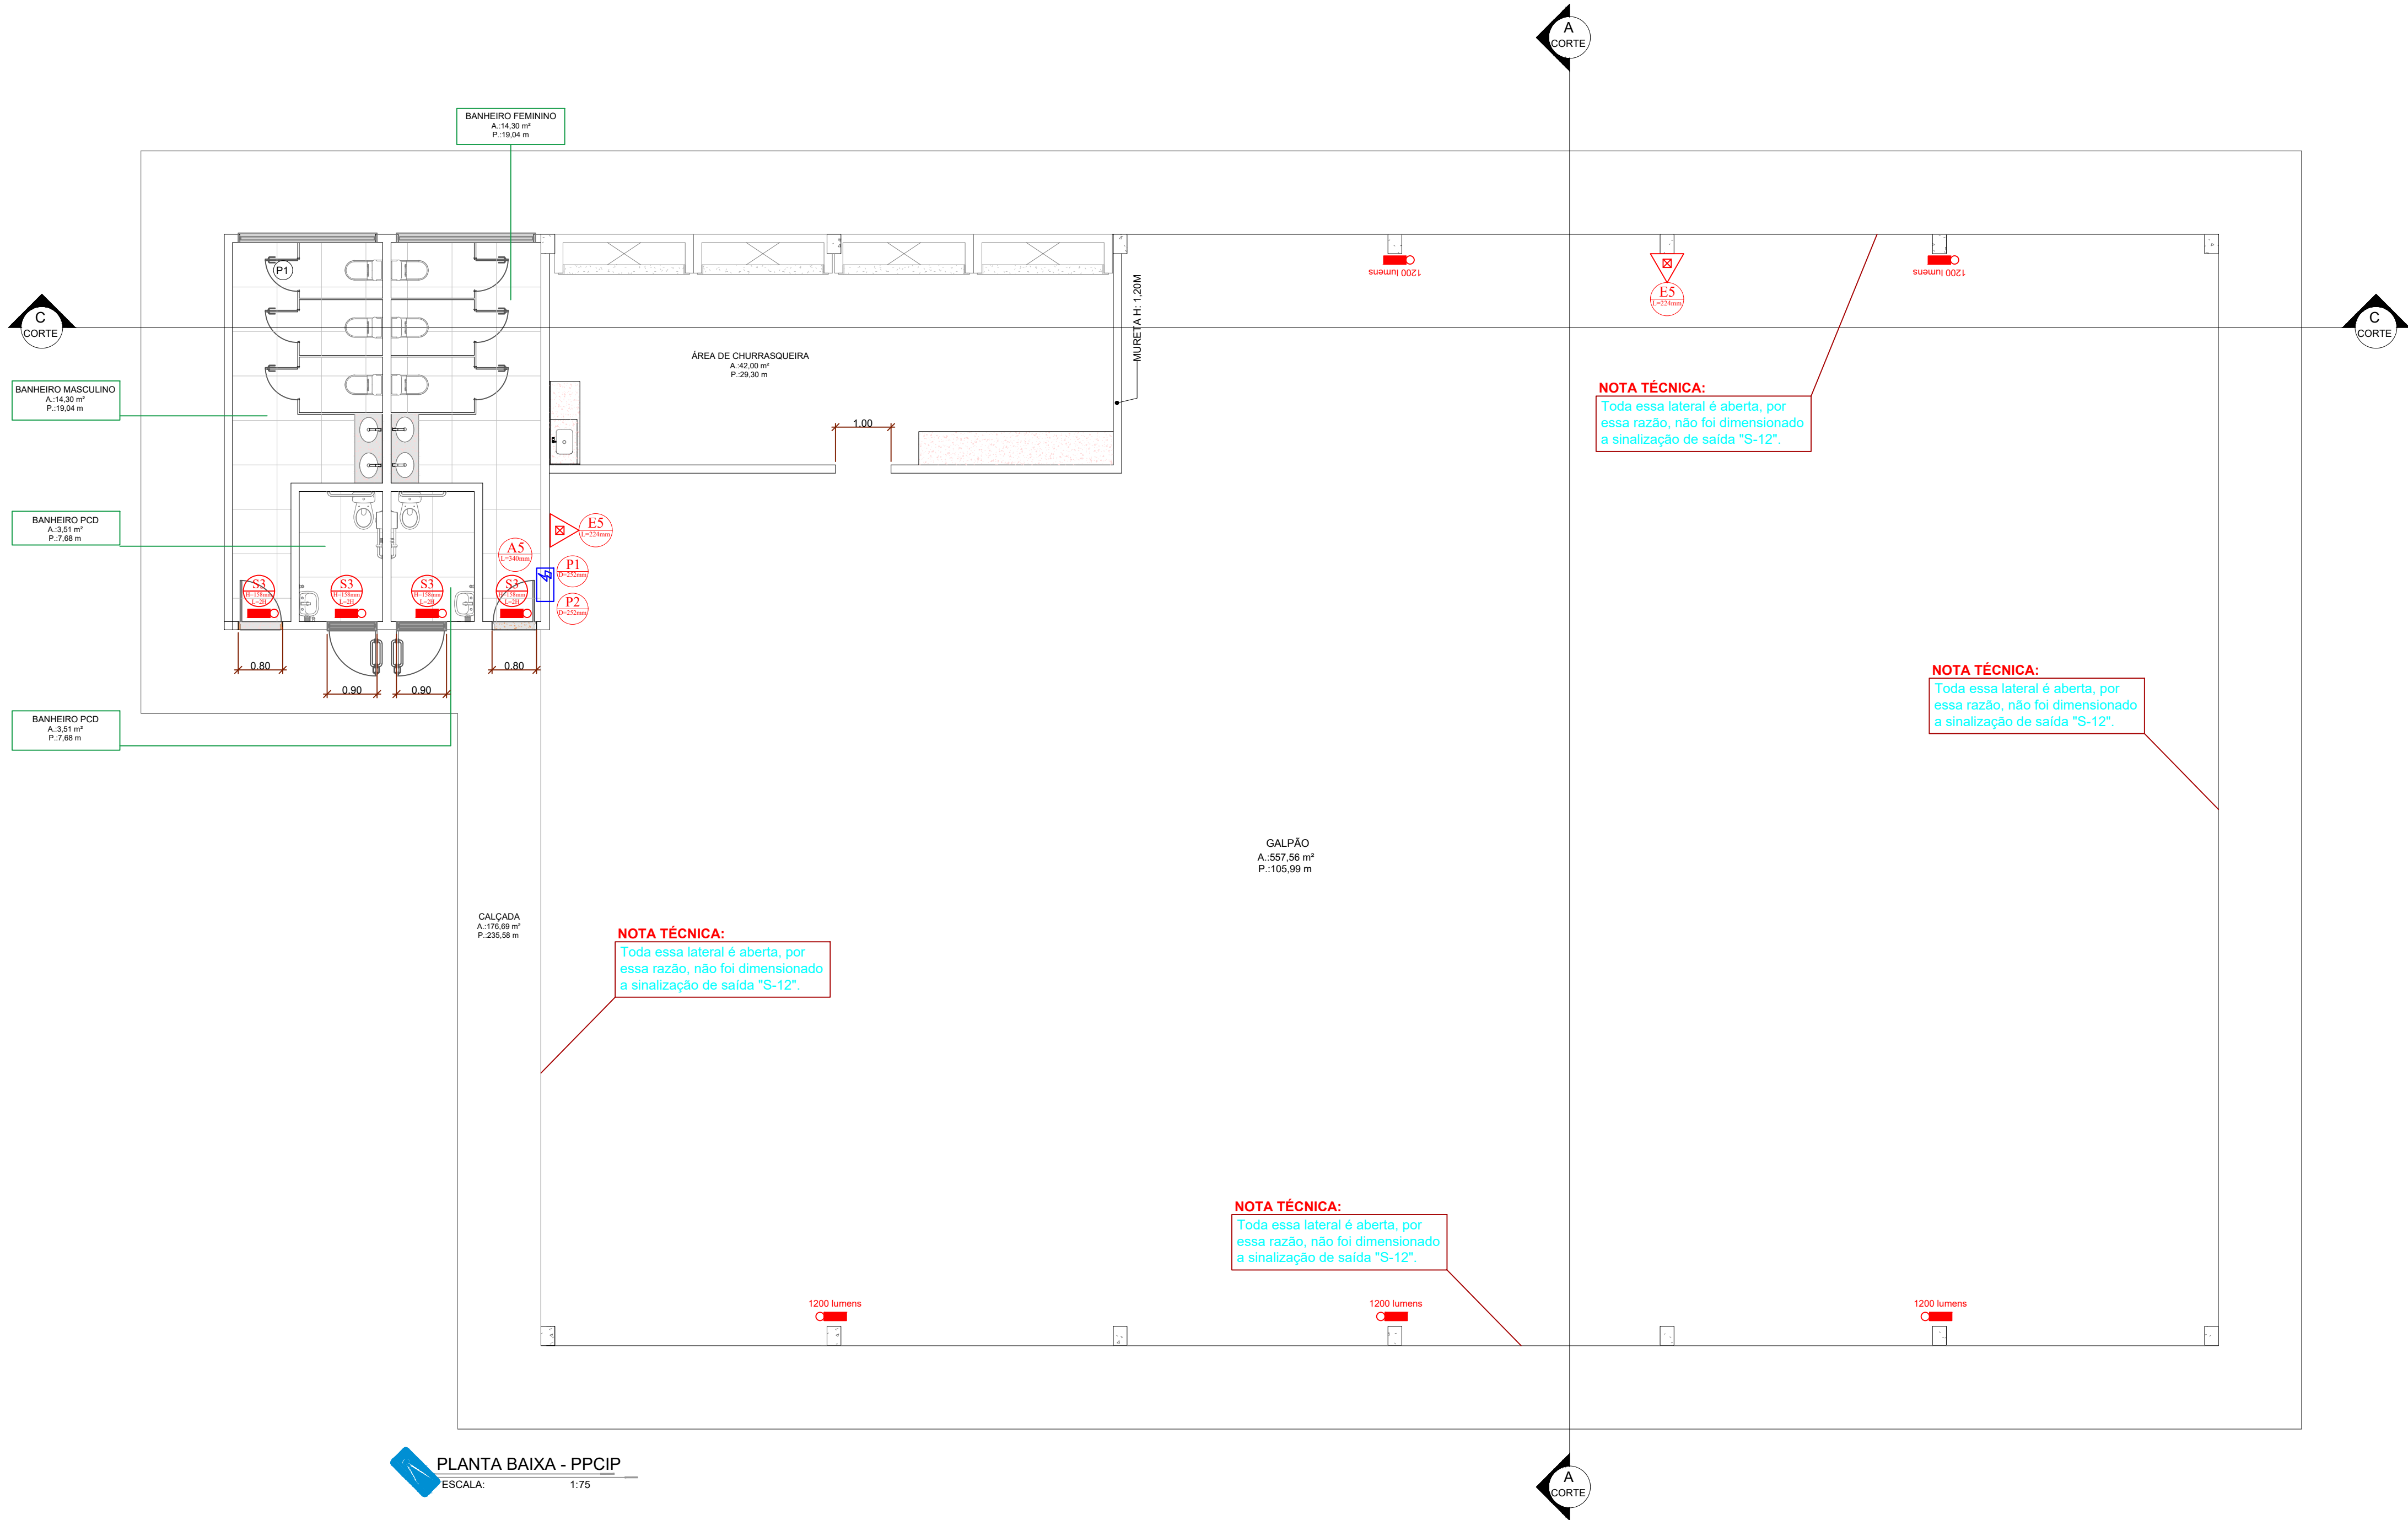 A
CORTE
BANHEIRO FEMININO
A.:14,30 m²
P.:19,04 m
P1
1200 lumens
E5
L=224mm
1200 lumens
MURETA H: 1,20M
C
CORTE
C
CORTE
ÁREA DE CHURRASQUEIRA
A.:42,00 m²
P.:29,30 m
BANHEIRO MASCULINO
A.:14,30 m²
P.:19,04 m
NOTA TÉCNICA:
Toda essa lateral é aberta, por
essa razão, não foi dimensionado
a sinalização de saída "S-12".
1.00
BANHEIRO PCD
A.:3,51 m²
P.:7,68 m
E5
L=224mm
A5
L=340mm
P1
D=252mm
P2
D=252mm
S3
H=158mm
L=2H
S3
H=158mm
L=2H
S3
H=158mm
L=2H
S3
H=158mm
L=2H
0.80
0.90
0.90
0.80
BANHEIRO PCD
A.:3,51 m²
P.:7,68 m
NOTA TÉCNICA:
Toda essa lateral é aberta, por
essa razão, não foi dimensionado
a sinalização de saída "S-12".
GALPÃO
A.:557,56 m²
P.:105,99 m
CALÇADA
A.:176,69 m²
P.:235,58 m
NOTA TÉCNICA:
Toda essa lateral é aberta, por
essa razão, não foi dimensionado
a sinalização de saída "S-12".
NOTA TÉCNICA:
Toda essa lateral é aberta, por
essa razão, não foi dimensionado
a sinalização de saída "S-12".
1200 lumens
1200 lumens
1200 lumens
PLANTA BAIXA - PPCIP
ESCALA: 1:75
A
CORTE